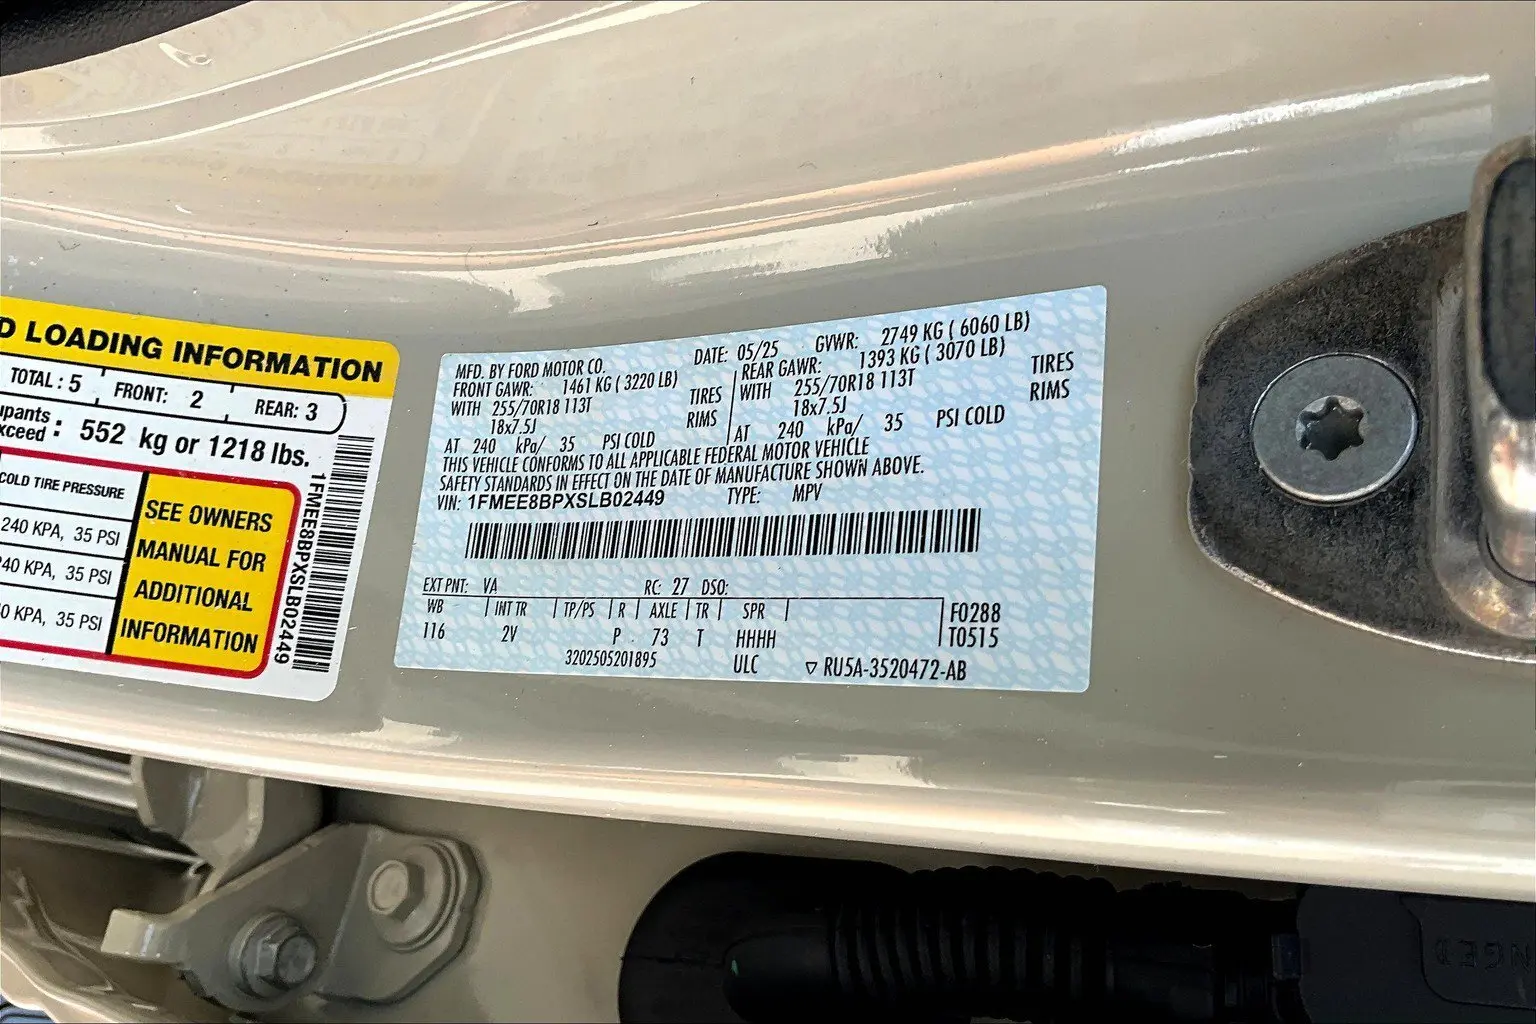 D LOADING INFORMATION
TOTAL: 5 FRONT: 2 REAR: 3
upants
xceed : 552 kg or 1218 lbs.
COLD TIRE PRESSURE
240 KPA, 35 PSI
240 KPA, 35 PSI
0 KPA, 35 PSI
SEE OWNERS
MANUAL FOR
ADDITIONAL
INFORMATION
1FMEE8BPXSLB02449
MFD. BY FORD MOTOR CO. DATE: 05/25 GVWR: 2749 KG ( 6060 LB)
FRONT GAWR: 1461 KG ( 3220 LB) REAR GAWR: 1393 KG ( 3070 LB)
WITH 255/70R18 113T TIRES WITH 255/70R18 113T TIRES
18x7.5J RIMS 18x7.5J RIMS
AT 240 kPa/ 35 PSI COLD AT 240 kPa/ 35 PSI COLD
THIS VEHICLE CONFORMS TO ALL APPLICABLE FEDERAL MOTOR VEHICLE
SAFETY STANDARDS IN EFFECT ON THE DATE OF MANUFACTURE SHOWN ABOVE.
VIN: 1FMEE8BPXSLB02449 TYPE: MPV
EXT PNT: VA RC: 27 DSO:
WB INT TR TP/PS R AXLE TR SPR F0288
116 2V P 73 T HHHH T0515
3202505201895 ULC ▽ RU5A-3520472-AB